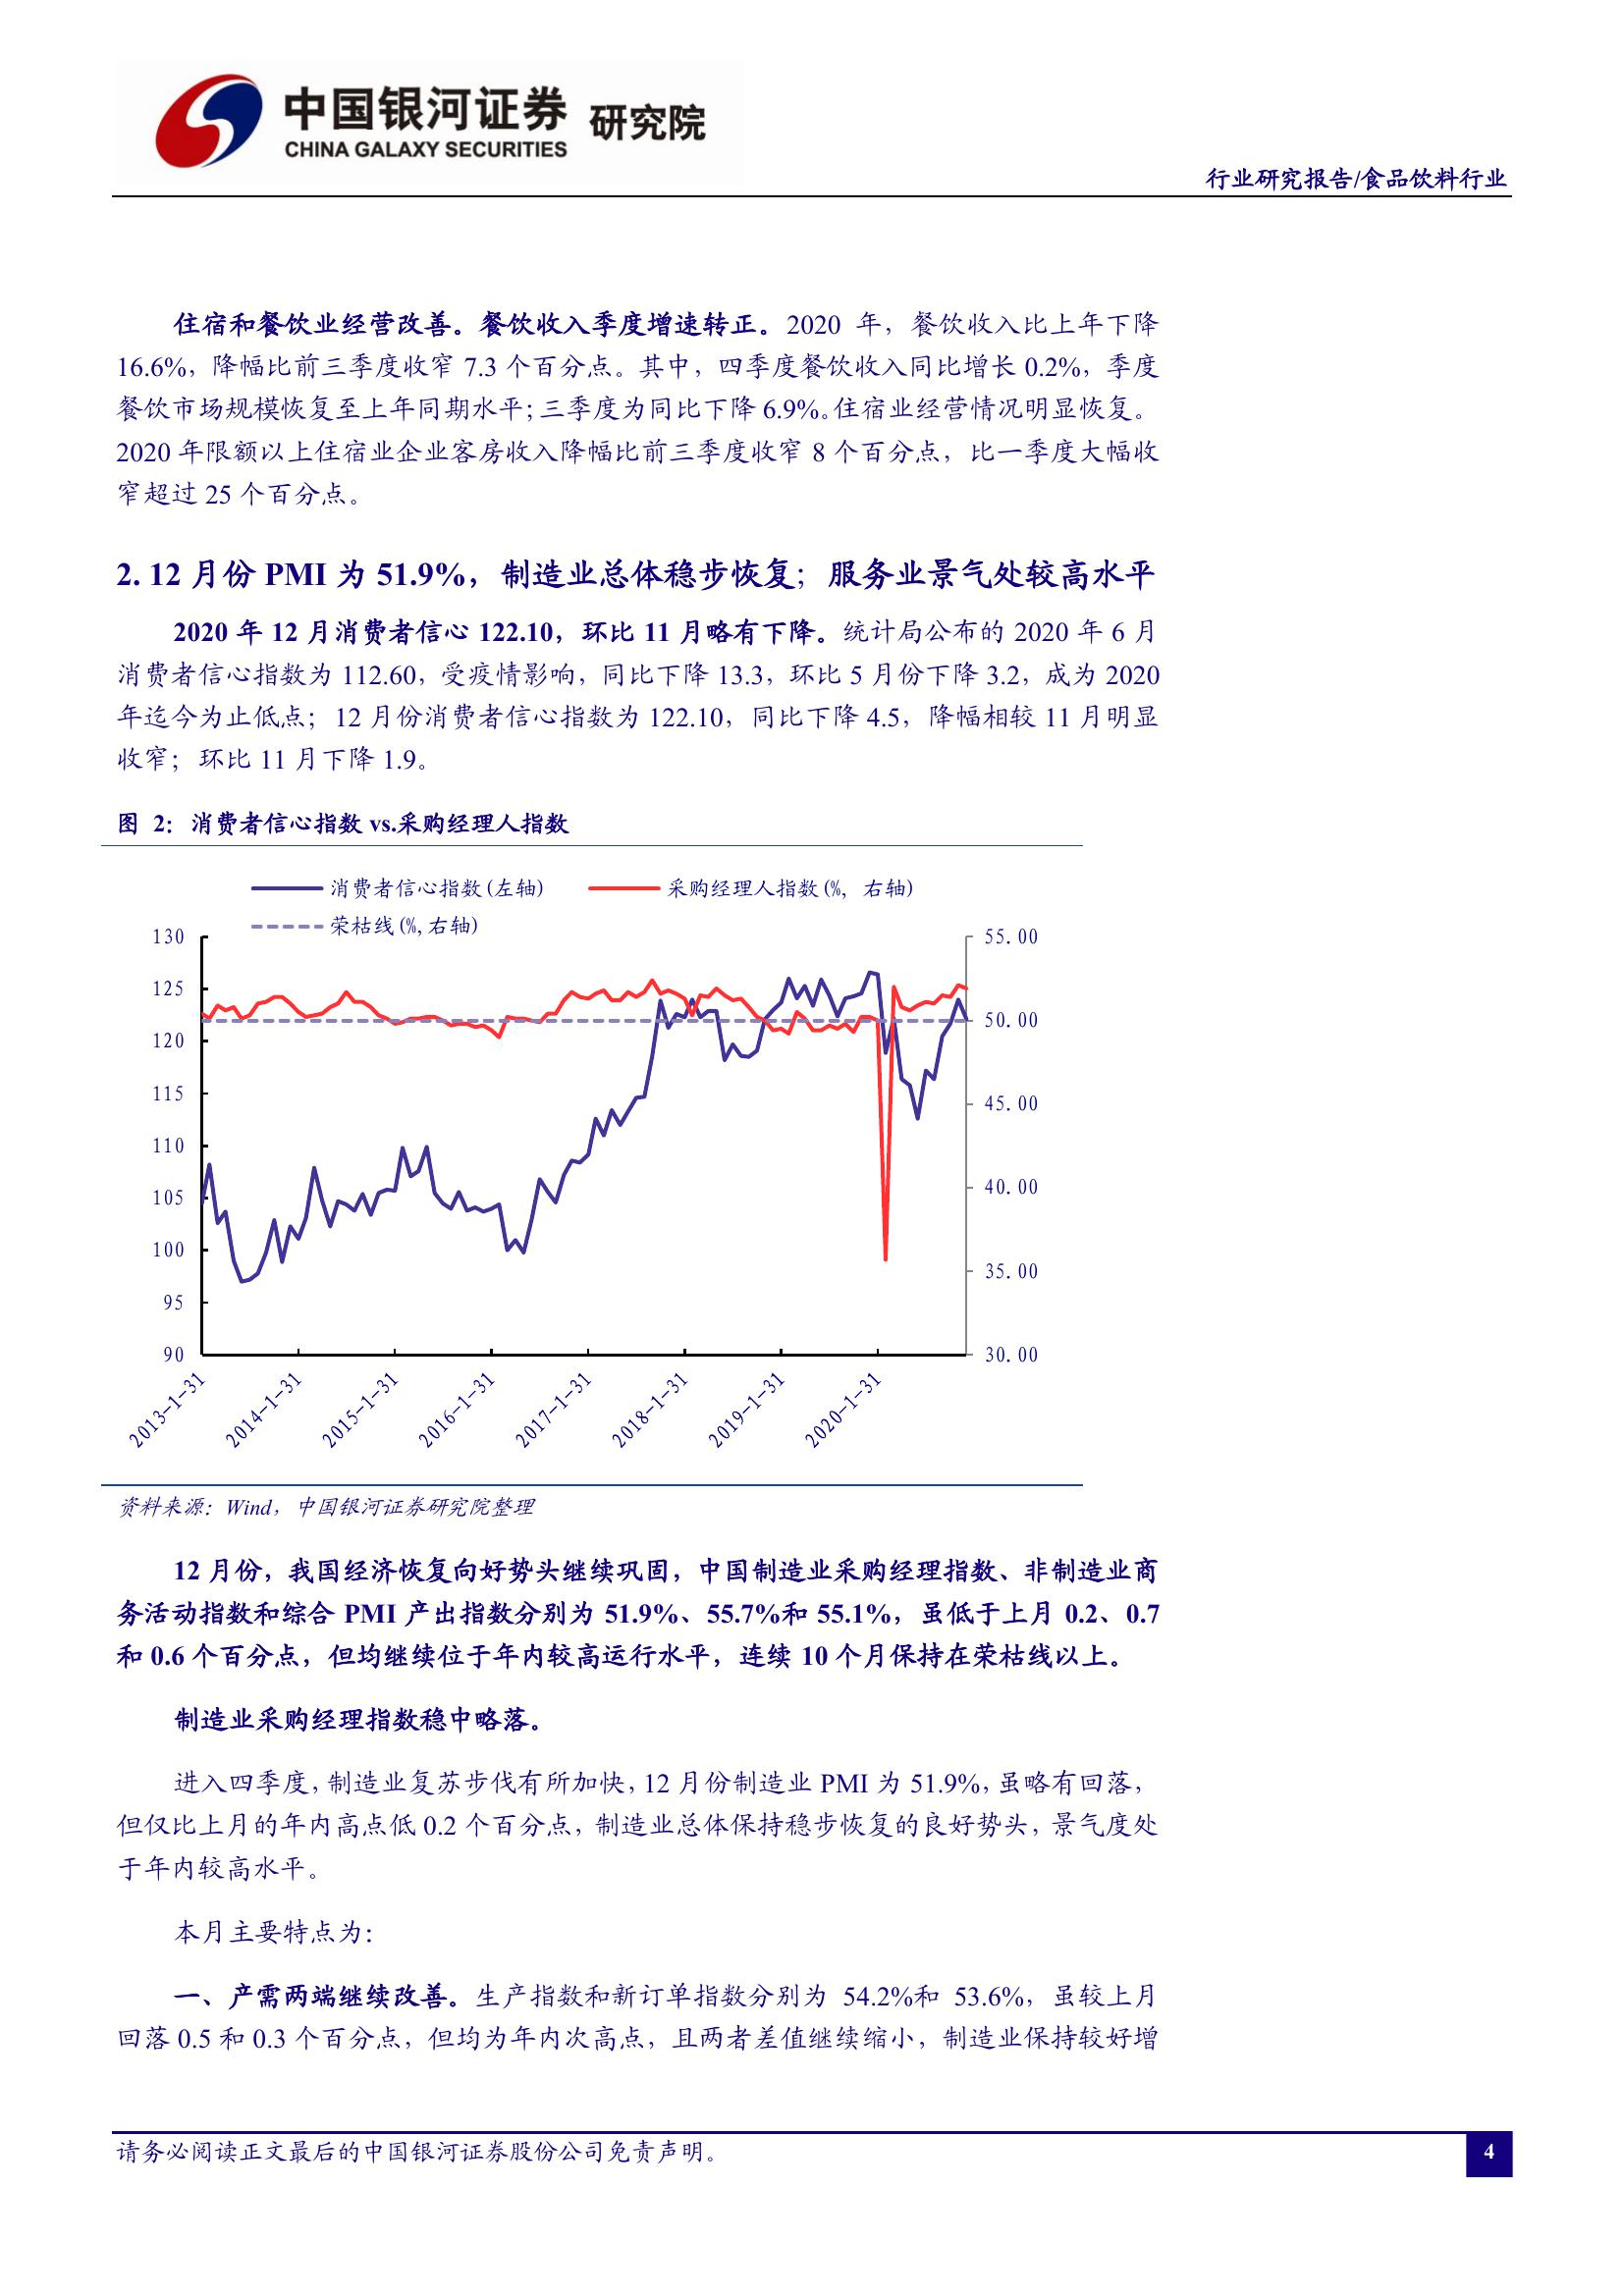 中国银河证券 研究院
CHINA GALAXY SECURITIES
行业研究报告/食品饮料行业
住宿和餐饮业经营改善。餐饮收入季度增速转正。2020 年，餐饮收入比上年下降
16.6%，降幅比前三季度收窄 7.3 个百分点。其中，四季度餐饮收入同比增长 0.2%，季度
餐饮市场规模恢复至上年同期水平；三季度为同比下降 6.9%。住宿业经营情况明显恢复。
2020 年限额以上住宿业企业客房收入降幅比前三季度收窄 8 个百分点，比一季度大幅收
窄超过 25 个百分点。
2. 12 月份 PMI 为 51.9%，制造业总体稳步恢复；服务业景气处较高水平
2020 年 12 月消费者信心 122.10，环比 11 月略有下降。统计局公布的 2020 年 6 月
消费者信心指数为 112.60，受疫情影响，同比下降 13.3，环比 5 月份下降 3.2，成为 2020
年迄今为止低点；12 月份消费者信心指数为 122.10，同比下降 4.5，降幅相较 11 月明显
收窄；环比 11 月下降 1.9。
图 2：消费者信心指数 vs.采购经理人指数
消费者信心指数(左轴) 采购经理人指数(%, 右轴)
荣枯线(%,右轴)
130 55.00
125
50.00
120
115 45.00
110
40.00
105
100 35.00
95
90 30.00
2013-1-31 2014-1-31 2015-1-31 2016-1-31 2017-1-31 2018-1-31 2019-1-31 2020-1-31
资料来源：Wind，中国银河证券研究院整理
12 月份，我国经济恢复向好势头继续巩固，中国制造业采购经理指数、非制造业商
务活动指数和综合 PMI 产出指数分别为 51.9%、55.7%和 55.1%，虽低于上月 0.2、0.7
和 0.6 个百分点，但均继续位于年内较高运行水平，连续 10 个月保持在荣枯线以上。
制造业采购经理指数稳中略落。
进入四季度，制造业复苏步伐有所加快，12 月份制造业 PMI 为 51.9%，虽略有回落，
但仅比上月的年内高点低 0.2 个百分点，制造业总体保持稳步恢复的良好势头，景气度处
于年内较高水平。
本月主要特点为：
一、产需两端继续改善。生产指数和新订单指数分别为 54.2%和 53.6%，虽较上月
回落 0.5 和 0.3 个百分点，但均为年内次高点，且两者差值继续缩小，制造业保持较好增
请务必阅读正文最后的中国银河证券股份公司免责声明。
4